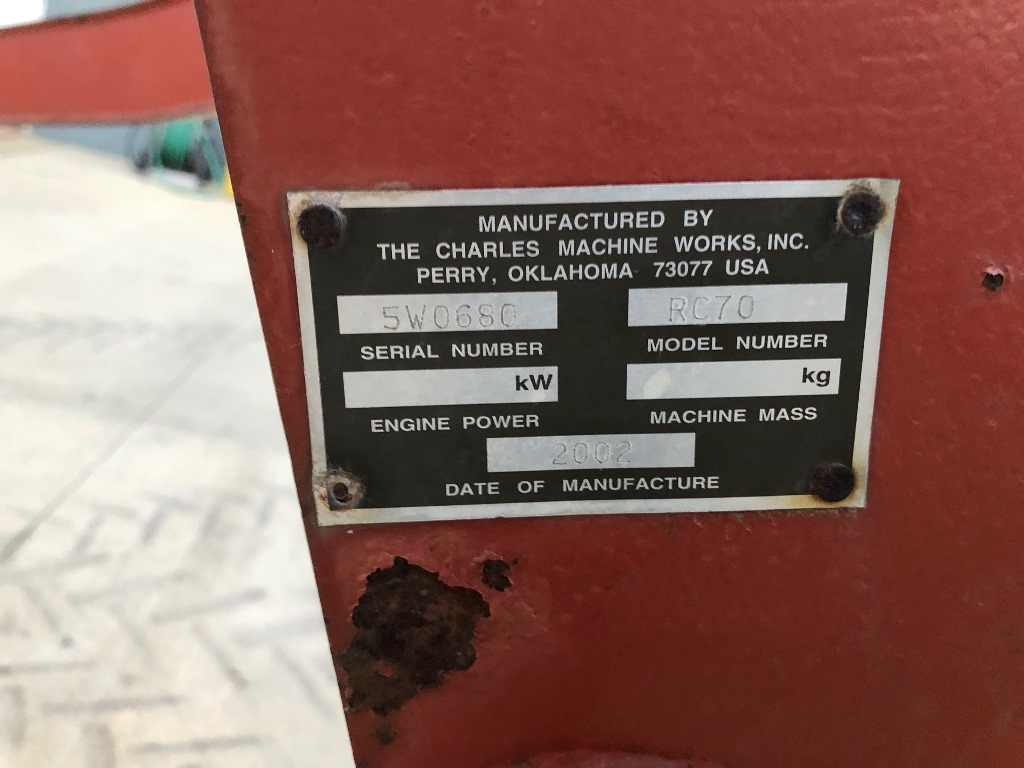 MANUFACTURED BY
THE CHARLES MACHINE WORKS, INC.
PERRY, OKLAHOMA 73077 USA
5W0680 RC70
SERIAL NUMBER MODEL NUMBER
kW kg
ENGINE POWER MACHINE MASS
2002
DATE OF MANUFACTURE